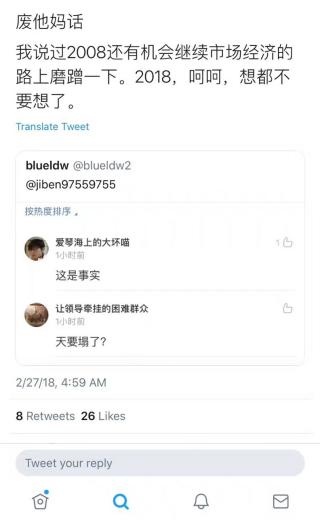 废他妈话
我说过2008还有机会继续市场经济的
路上磨蹭一下。2018，呵呵，想都不
要想了。
Translate Tweet
blueldw @blueldw2
@jiben97559755
按热度排序
爱琴海上的大坏喵
1
1小时前
这是事实
让领导牵挂的困难群众
1小时前
天要塌了?
2/27/18, 4:59 AM
8 Retweets 26 Likes
Tweet your reply